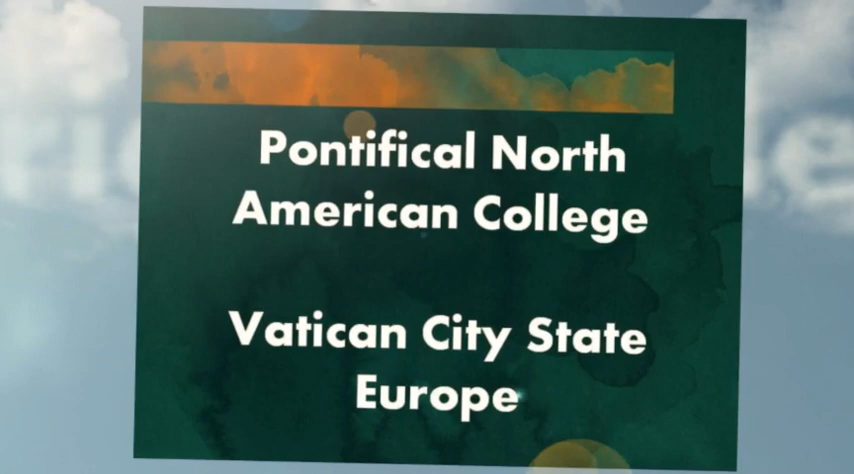 Pontifical North
American College
Vatican City State
Europe